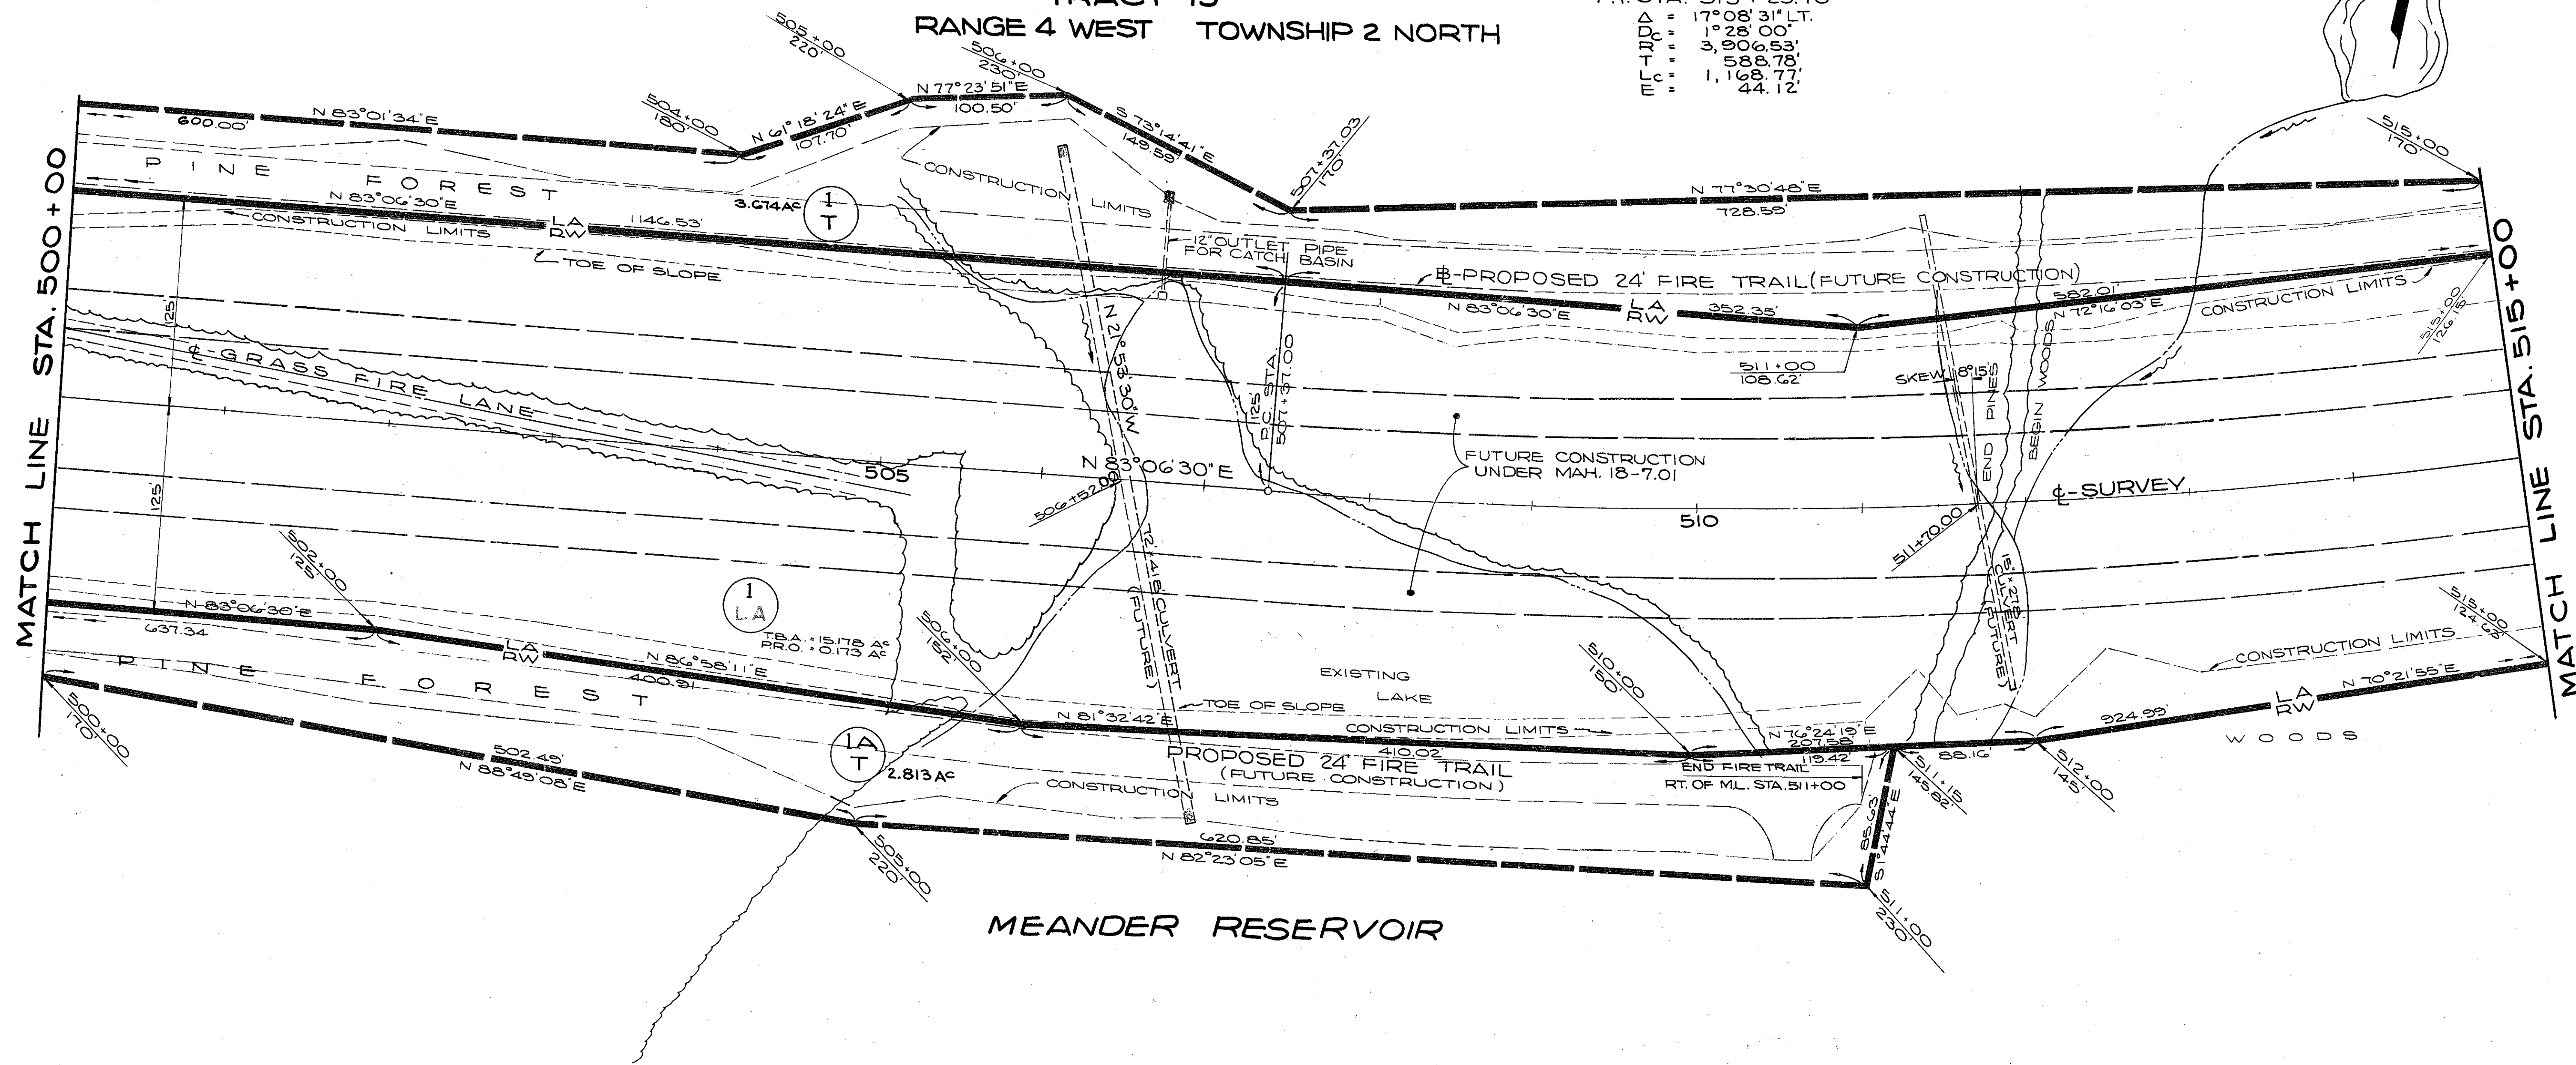 RANGE 4 WEST TOWNSHIP 2 NORTH
Δ = 17°08'31" LT.
Dc = 1°28'00"
R = 3,906.53'
T = 588.78'
Lc = 1,168.77'
E = 44.12'
505+00
220'
506+00
230'
504+00
180'
507+37.03
170'
515+00
170'
N 83°01'34"E
600.00'
N 61°18'24"E
107.70'
N 77°23'51"E
100.50'
S 73°14'41"E
149.59'
N 77°30'48"E
728.59'
MATCH LINE STA. 500+00
PINE FOREST
N 83°06'30"E
LA
RW
1146.53'
3.674 Ac
1
T
CONSTRUCTION LIMITS
CONSTRUCTION LIMITS
TOE OF SLOPE
12" OUTLET PIPE
FOR CATCH BASIN
BL-PROPOSED 24' FIRE TRAIL (FUTURE CONSTRUCTION)
N 83°06'30"E
LA
RW
352.35'
582.01'
N 72°16'03"E
CONSTRUCTION LIMITS
515+00
126.15'
511+00
108.62'
125'
125'
℄-GRASS FIRE LANE
505
N 21°53'30"W
N 83°06'30"E
125'
P.C. STA.
507+37.00
506+52.00
FUTURE CONSTRUCTION
UNDER MAH. 18-7.01
510
SKEW 8°15'
END PINES
BEGIN WOODS
511+70.00
℄-SURVEY
MATCH LINE STA. 515+00
502+00
125'
1
LA
T.B.A. = 15.178 Ac
P.R.O. = 0.173 Ac
506+00
152'
72"x418' CULVERT
(FUTURE)
EXISTING
LAKE
510+00
150'
15"x278'
CULVERT
(FUTURE)
515+00
124.63'
N 83°06'30"E
637.34
LA
RW
N 86°58'11"E
400.91
PINE FOREST
TOE OF SLOPE
N 81°32'42"E
CONSTRUCTION LIMITS
410.02'
N 76°24'19"E
207.58'
119.42'
88.16'
924.99'
LA
RW
N 70°21'55"E
CONSTRUCTION LIMITS
WOODS
500+00
170'
502.49'
N 88°49'08"E
1A
T
2.813 Ac
PROPOSED 24' FIRE TRAIL
(FUTURE CONSTRUCTION)
CONSTRUCTION LIMITS
END FIRE TRAIL
RT. OF M.L. STA. 511+00
511+15
145.82'
512+00
145'
85.63'
S 1°44'44"E
505+00
220'
620.85'
N 82°23'05"E
511+00
230'
MEANDER RESERVOIR